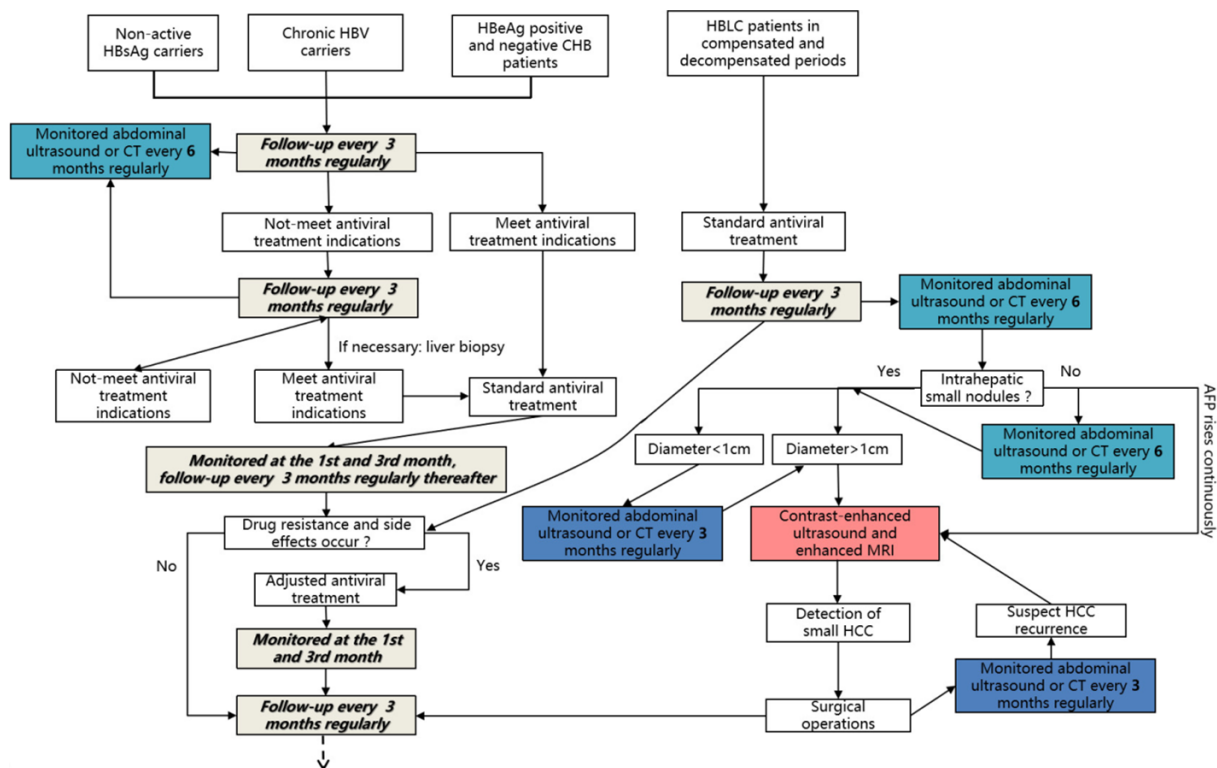 Non-active
HBsAg carriers
Chronic HBV
carriers
HBeAg positive
and negative CHB
patients
HBLC patients in
compensated and
decompensated periods
Monitored abdominal
ultrasound or CT every 6
months regularly
Follow-up every 3
months regularly
Not-meet antiviral
treatment indications
Meet antiviral
treatment indications
Standard antiviral
treatment
Follow-up every 3
months regularly
Follow-up every 3
months regularly
Monitored abdominal
ultrasound or CT every 6
months regularly
If necessary: liver biopsy
Not-meet antiviral
treatment
indications
Meet antiviral
treatment
indications
Standard antiviral
treatment
Yes
Intrahepatic
small nodules ?
No
AFP rises continuously
Diameter<1cm
Diameter>1cm
Monitored abdominal
ultrasound or CT every 6
months regularly
Monitored at the 1st and 3rd month,
follow-up every 3 months regularly thereafter
Monitored abdominal
ultrasound or CT every 3
months regularly
Contrast-enhanced
ultrasound and
enhanced MRI
Drug resistance and side
effects occur ?
No
Yes
Adjusted antiviral
treatment
Detection of
small HCC
Suspect HCC
recurrence
Monitored at the 1st
and 3rd month
Monitored abdominal
ultrasound or CT every 3
months regularly
Follow-up every 3
months regularly
Surgical
operations